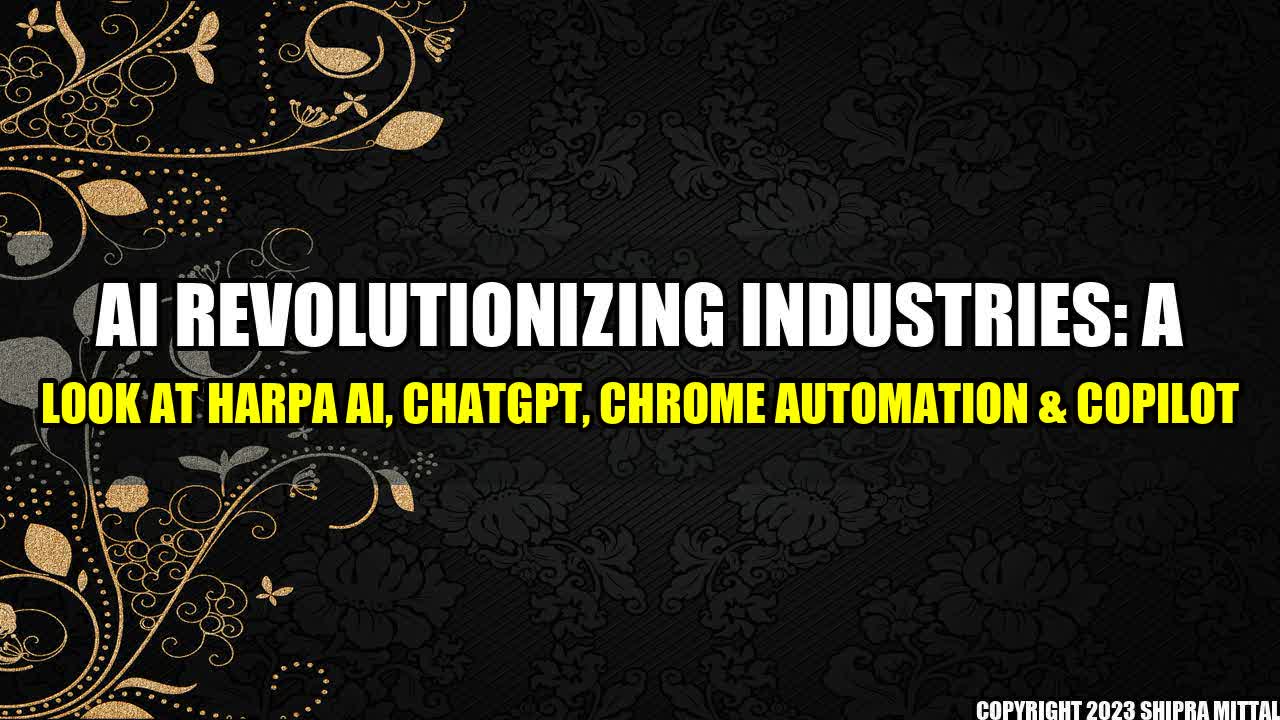 AI REVOLUTIONIZING INDUSTRIES: A
LOOK AT HARPA AI, CHATGPT, CHROME AUTOMATION & COPILOT
COPYRIGHT 2023 SHIPRA MITTAL